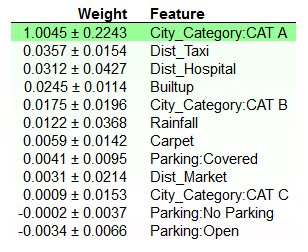 Weight Feature
1.0045 ± 0.2243 City_Category:CAT A
0.0357 ± 0.0154 Dist_Taxi
0.0312 ± 0.0427 Dist_Hospital
0.0245 ± 0.0114 Builtup
0.0175 ± 0.0196 City_Category:CAT B
0.0122 ± 0.0368 Rainfall
0.0059 ± 0.0142 Carpet
0.0041 ± 0.0095 Parking:Covered
0.0031 ± 0.0214 Dist_Market
0.0009 ± 0.0153 City_Category:CAT C
-0.0002 ± 0.0037 Parking:No Parking
-0.0034 ± 0.0066 Parking:Open